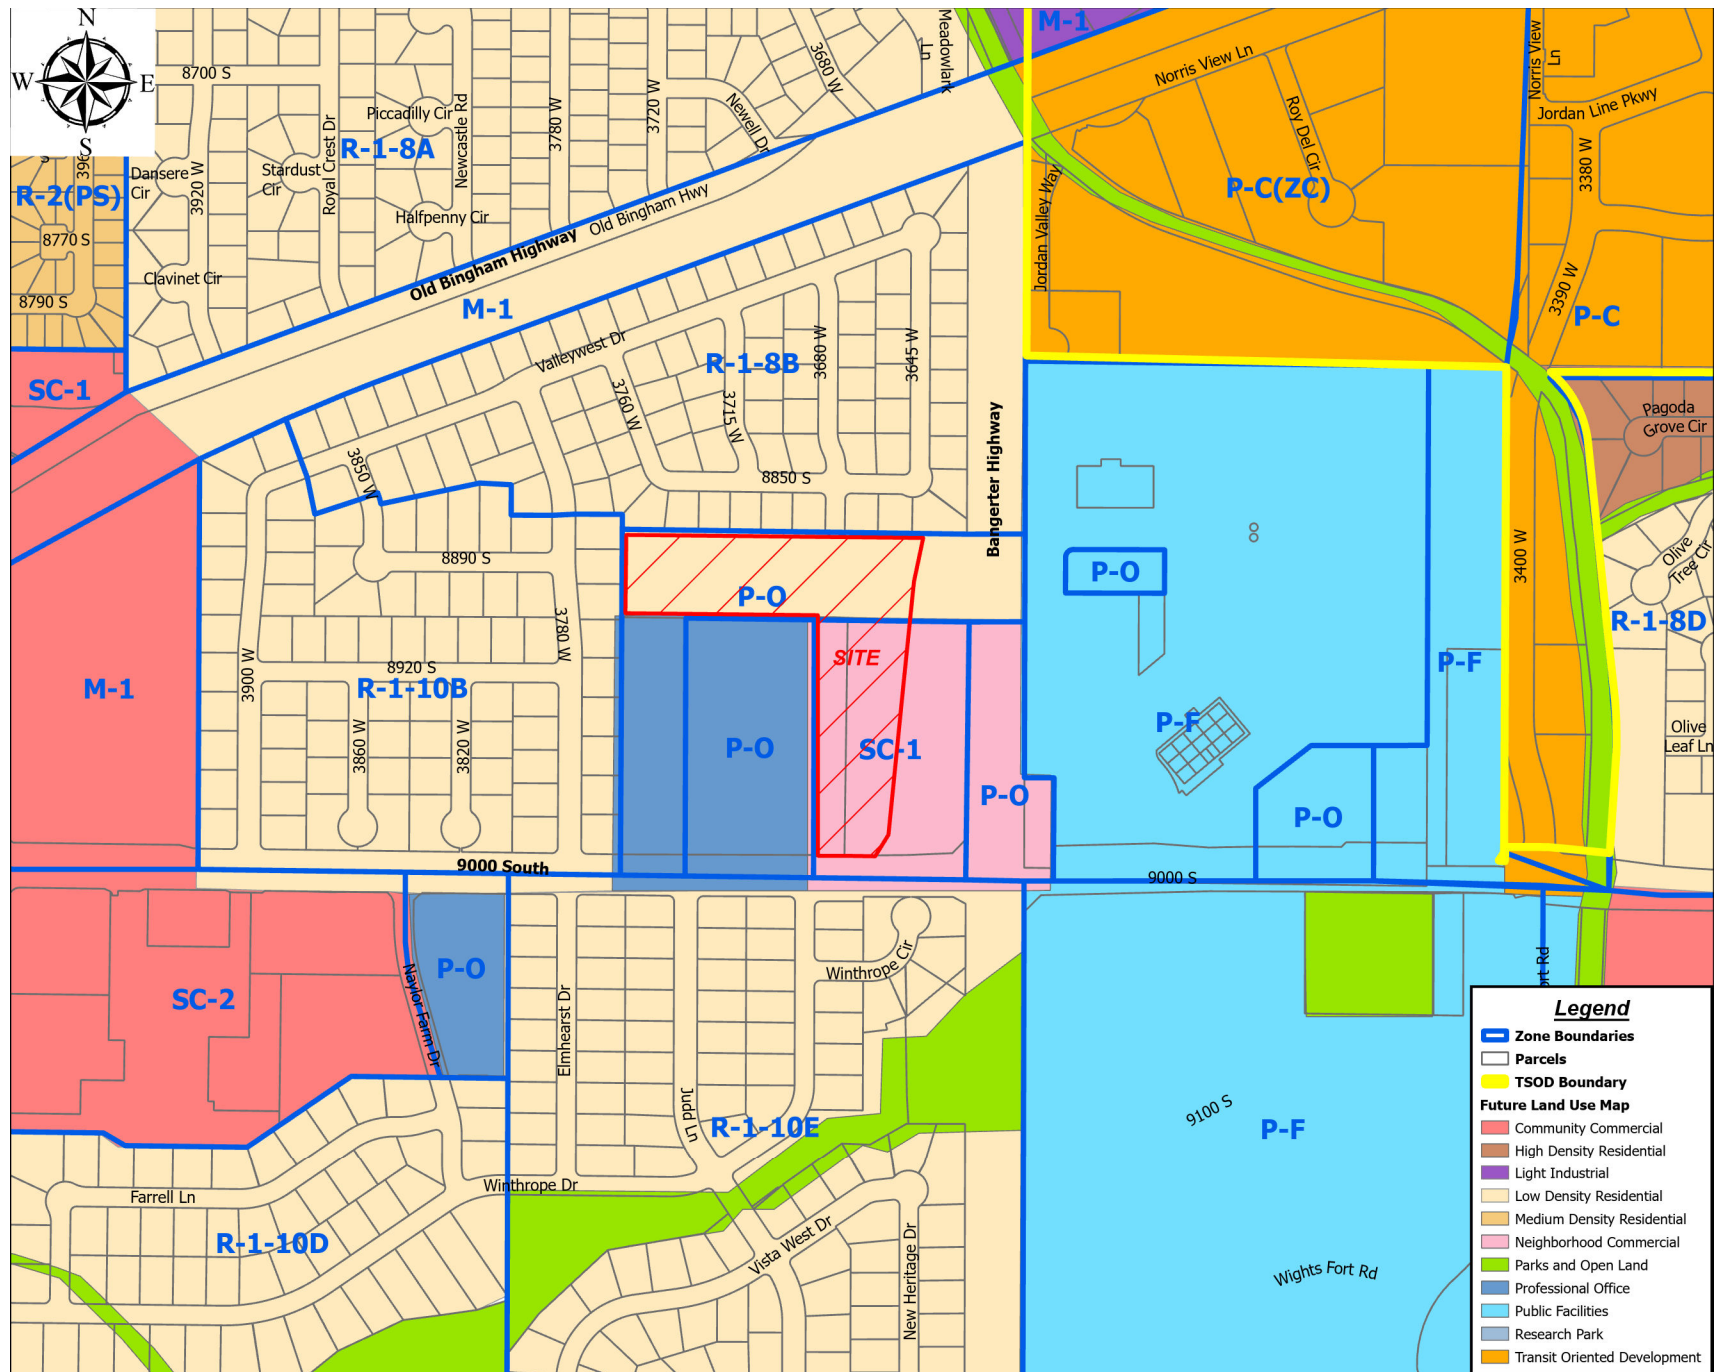 N
W
E
S
8700 S
Piccadilly Cir
Newcastle Rd
3780 W
3720 W
3680 W
Newell Dr
Meadowlark
Ln
M-1
Norris View Ln
Norris View
Ln
Jordan Line Pkwy
Roy Del Cir
3380 W
R-1-8A
Royal Crest Dr
Stardust
Cir
Dansere
Cir
3920 W
R-2(PS)
8770 S
8790 S
Clavinet Cir
Halfpenny Cir
Old Bingham Hwy
Old Bingham Highway
M-1
P-C(ZC)
Jordan Valley Way
3390 W
P-C
Valleywest Dr
R-1-8B
3680 W
3645 W
3760 W
3715 W
SC-1
Pagoda
Grove Cir
3850 W
8850 S
Bangerter Highway
8890 S
P-O
P-O
3400 W
Olive
Tree Cir
R-1-8D
3780 W
SITE
8920 S
3900 W
R-1-10B
M-1
P-F
P-F
3860 W
3820 W
P-O
SC-1
P-O
P-O
Olive
Leaf Ln
9000 South
9000 S
P-O
SC-2
Naylor Farm Dr
Elmhearst Dr
Winthrope Cir
Judd Ln
R-1-10E
9100 S
P-F
Farrell Ln
Winthrope Dr
R-1-10D
Vista West Dr
New Heritage Dr
Wights Fort Rd
Legend
Zone Boundaries
Parcels
TSOD Boundary
Future Land Use Map
Community Commercial
High Density Residential
Light Industrial
Low Density Residential
Medium Density Residential
Neighborhood Commercial
Parks and Open Land
Professional Office
Public Facilities
Research Park
Transit Oriented Development